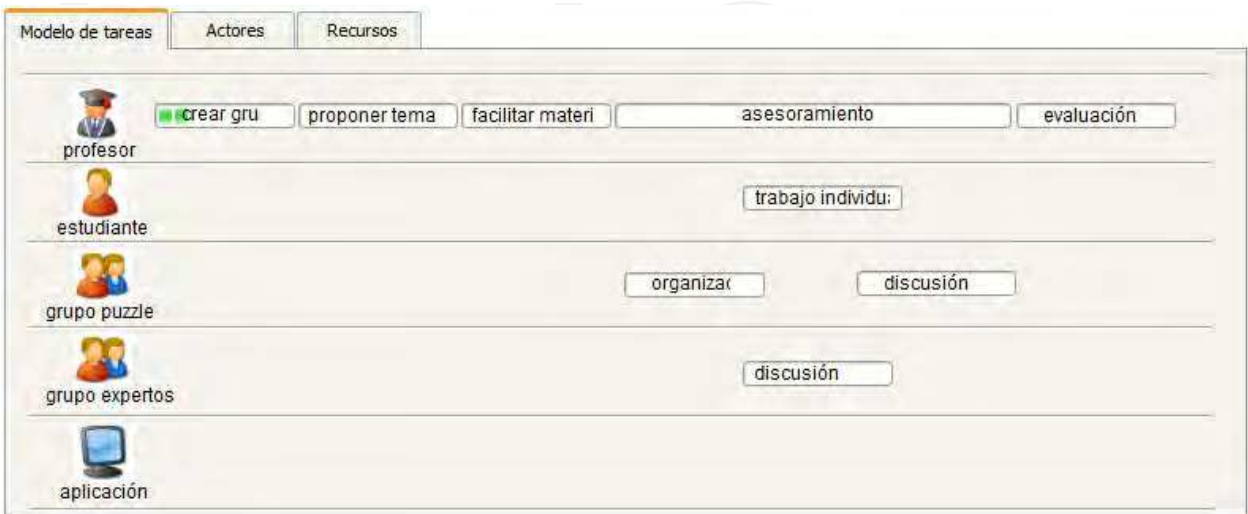 Modelo de tareas Actores Recursos
crear gru proponer tema facilitar materi asesoramiento evaluación
profesor
trabajo individu
estudiante
organizac discusión
grupo puzzle
discusión
grupo expertos
aplicación